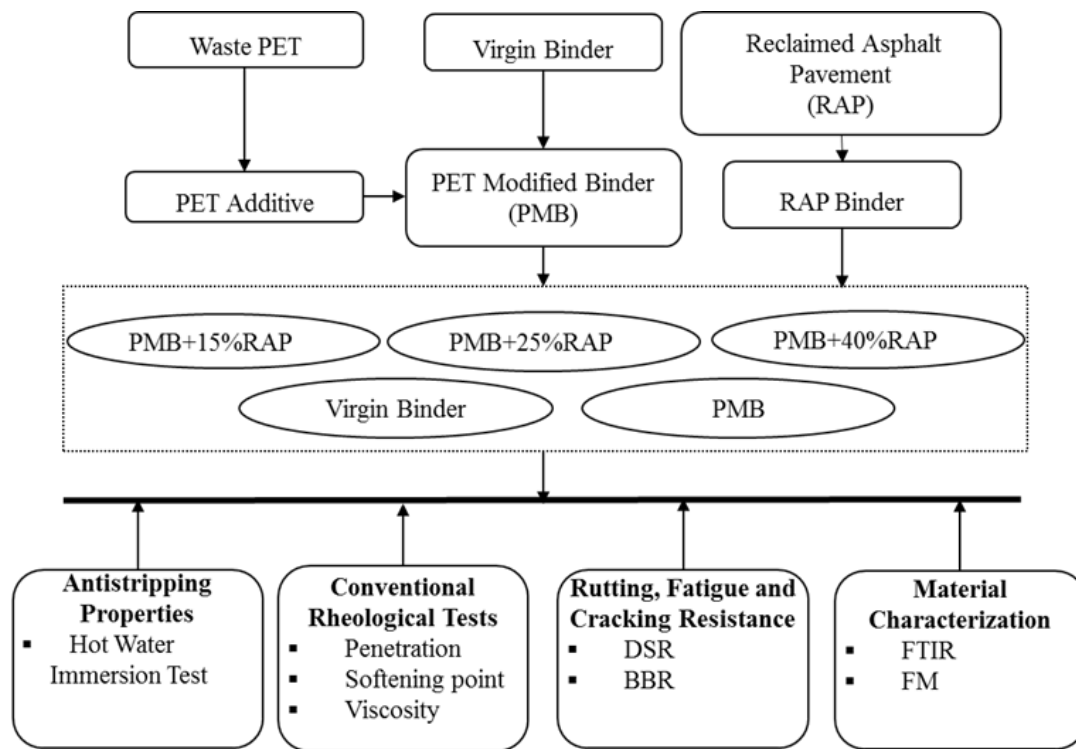 Waste PET
Virgin Binder
Reclaimed Asphalt
Pavement
(RAP)
PET Additive
PET Modified Binder
(PMB)
RAP Binder
PMB+15%RAP
PMB+25%RAP
PMB+40%RAP
Virgin Binder
PMB
Antistripping
Properties
▪ Hot Water
Immersion Test
Conventional
Rheological Tests
▪ Penetration
▪ Softening point
▪ Viscosity
Rutting, Fatigue and
Cracking Resistance
▪ DSR
▪ BBR
Material
Characterization
▪ FTIR
▪ FM